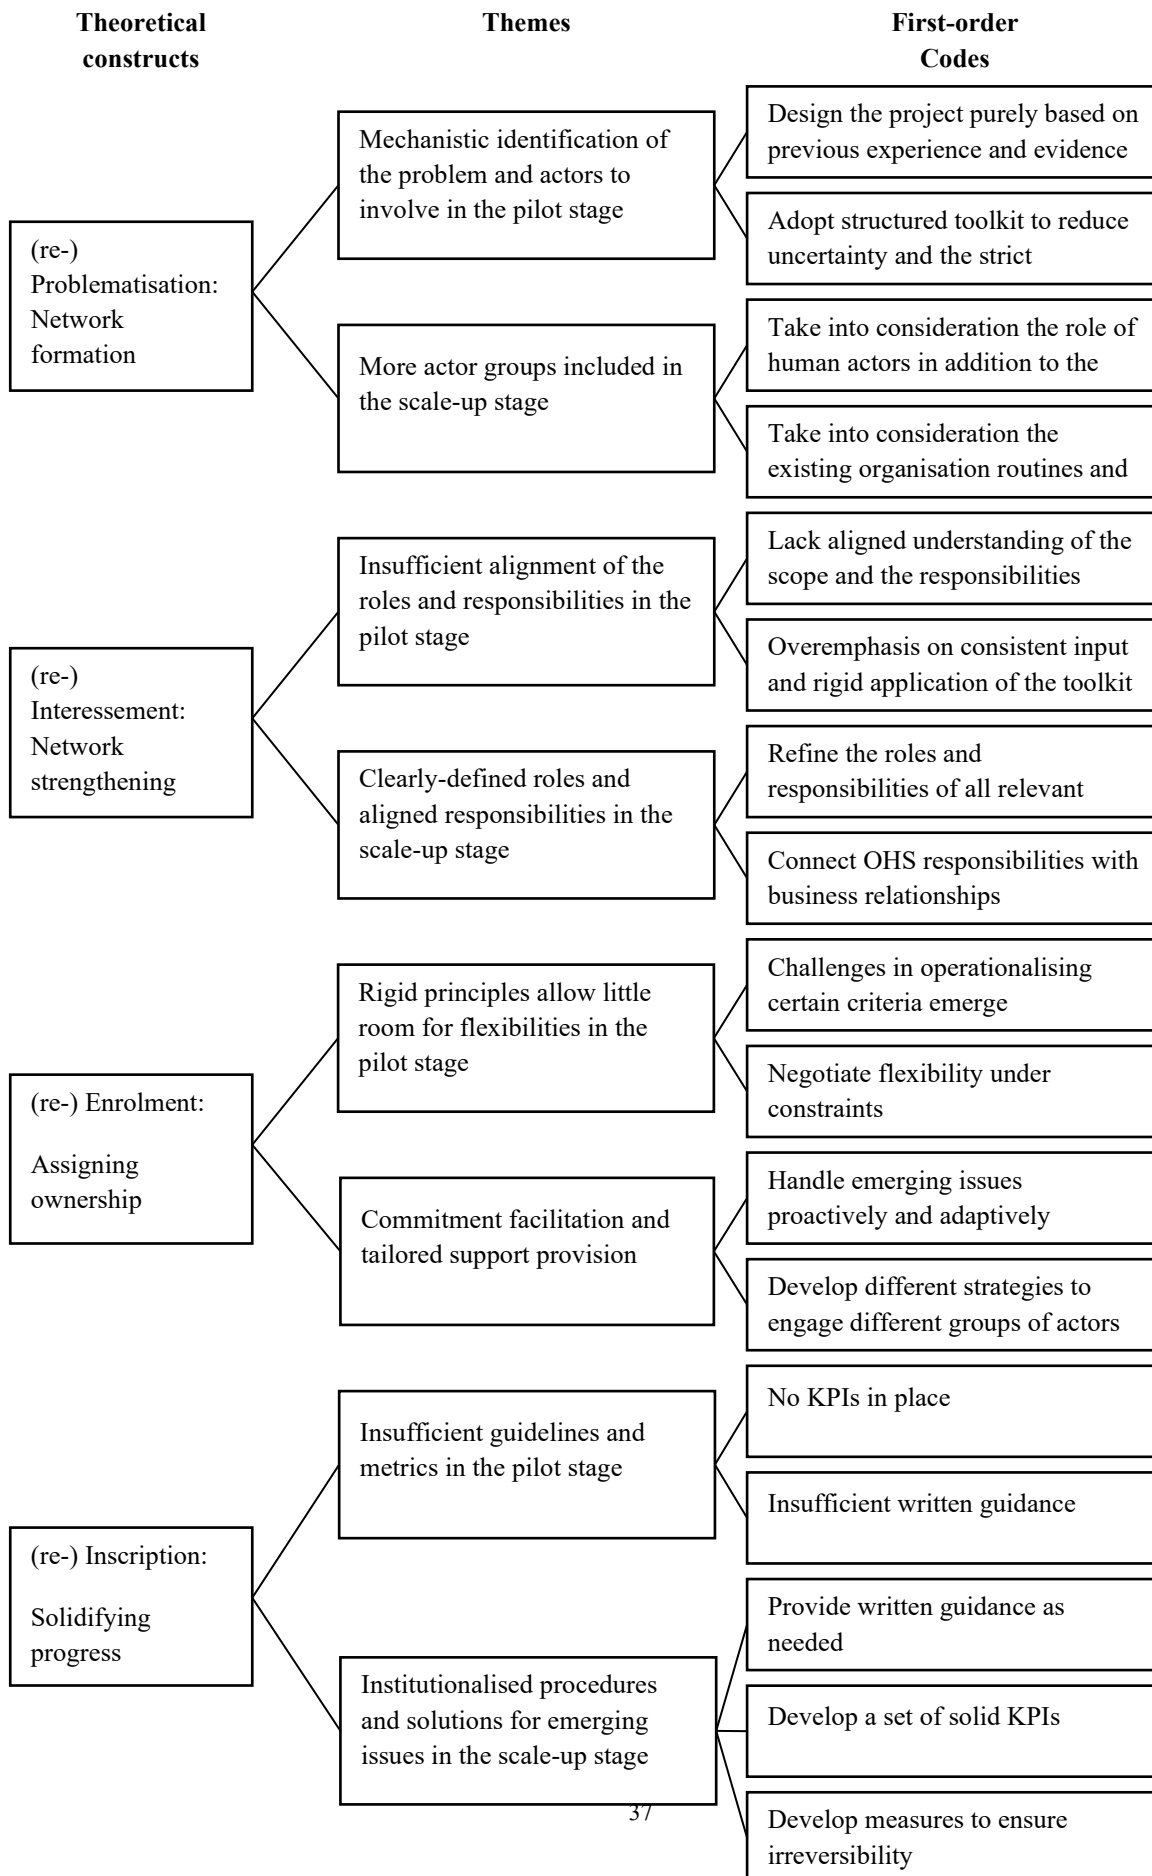 Theoretical
constructs
Themes
First-order
Codes
(re-)
Problematisation:
Network
formation
Mechanistic identification of
the problem and actors to
involve in the pilot stage
Design the project purely based on
previous experience and evidence
Adopt structured toolkit to reduce
uncertainty and the strict
More actor groups included in
the scale-up stage
Take into consideration the role of
human actors in addition to the
Take into consideration the
existing organisation routines and
(re-)
Interessement:
Network
strengthening
Insufficient alignment of the
roles and responsibilities in the
pilot stage
Lack aligned understanding of the
scope and the responsibilities
Overemphasis on consistent input
and rigid application of the toolkit
Clearly-defined roles and
aligned responsibilities in the
scale-up stage
Refine the roles and
responsibilities of all relevant
Connect OHS responsibilities with
business relationships
(re-) Enrolment:
Assigning
ownership
Rigid principles allow little
room for flexibilities in the
pilot stage
Challenges in operationalising
certain criteria emerge
Negotiate flexibility under
constraints
Commitment facilitation and
tailored support provision
Handle emerging issues
proactively and adaptively
Develop different strategies to
engage different groups of actors
(re-) Inscription:
Solidifying
progress
Insufficient guidelines and
metrics in the pilot stage
No KPIs in place
Insufficient written guidance
Institutionalised procedures
and solutions for emerging
issues in the scale-up stage
Provide written guidance as
needed
Develop a set of solid KPIs
Develop measures to ensure
irreversibility
37